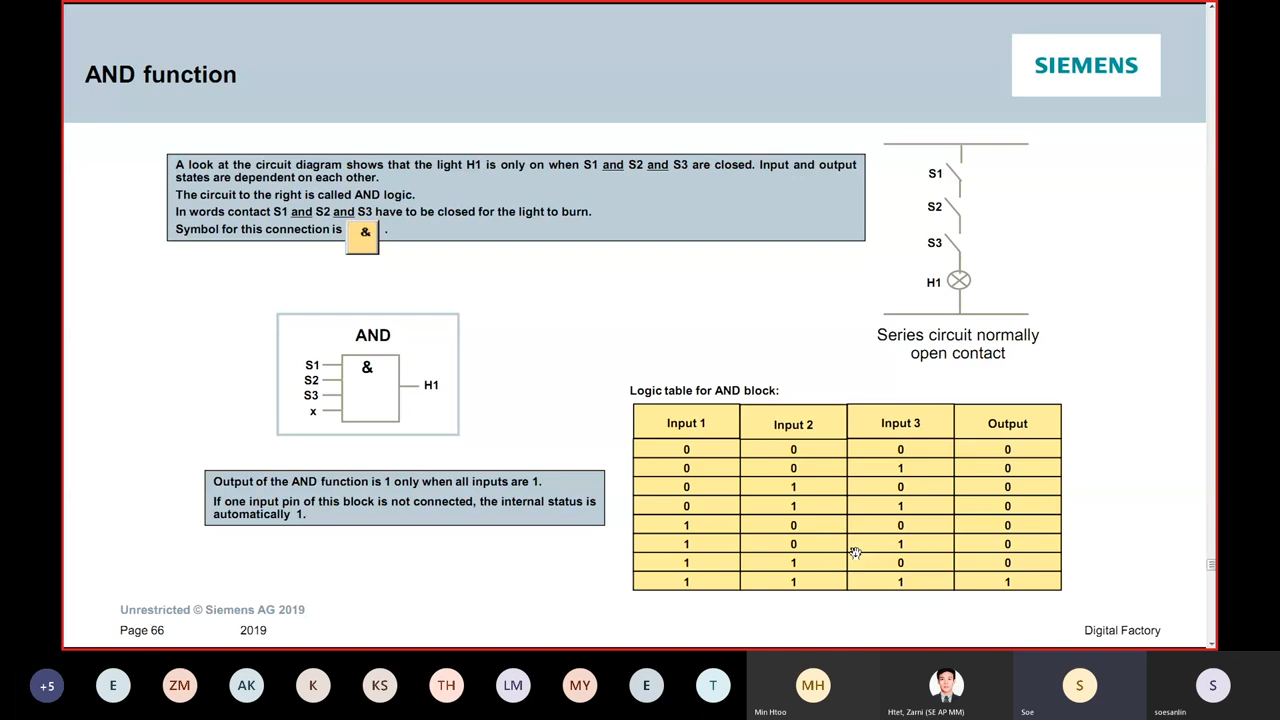 AND function
SIEMENS
A look at the circuit diagram shows that the light H1 is only on when S1 and S2 and S3 are closed. Input and output
states are dependent on each other.
The circuit to the right is called AND logic.
In words contact S1 and S2 and S3 have to be closed for the light to burn.
Symbol for this connection is & .
S1
S2
S3
H1
Series circuit normally
open contact
AND
&
S1
S2
S3
x
H1
Output of the AND function is 1 only when all inputs are 1.
If one input pin of this block is not connected, the internal status is
automatically 1.
Logic table for AND block:
Input 1 Input 2 Input 3 Output
0 0 0 0
0 0 1 0
0 1 0 0
0 1 1 0
1 0 0 0
1 0 1 0
1 1 0 0
1 1 1 1
Unrestricted © Siemens AG 2019
Page 66 2019 Digital Factory
+5 E ZM AK K KS TH LM MY E T MH S S
Min Htoo Htet, Zarni (SE AP MM) Soe soesanlin